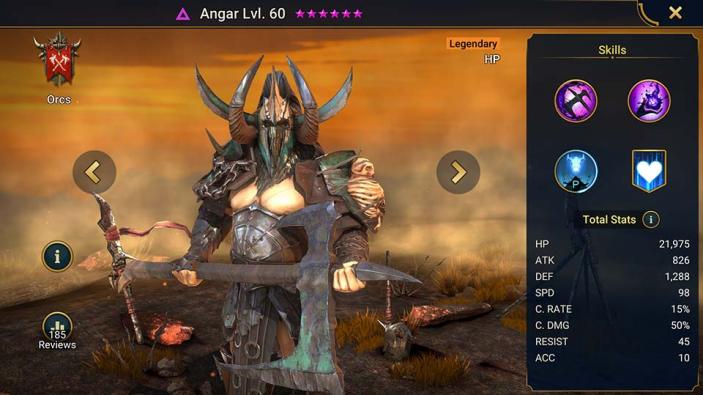 Angar Lvl. 60
Legendary
HP
Orcs
185
Reviews
Skills
P
Total Stats
HP 21,975
ATK 826
DEF 1,288
SPD 98
C. RATE 15%
C. DMG 50%
RESIST 45
ACC 10